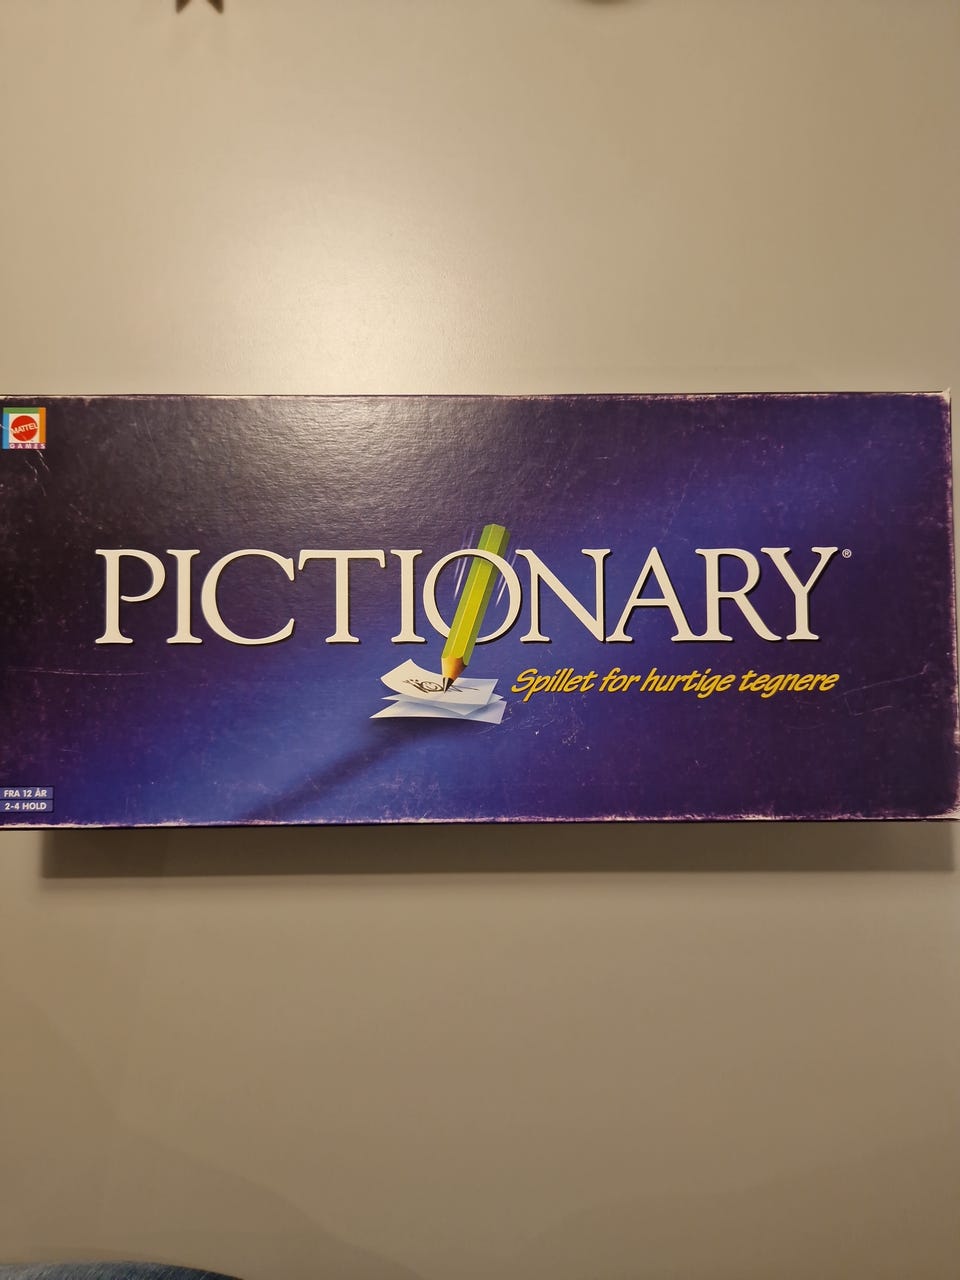 MATTEL
GAMES
PICTIONARY®
Spillet for hurtige tegnere
FRA 12 ÅR
2-4 HOLD